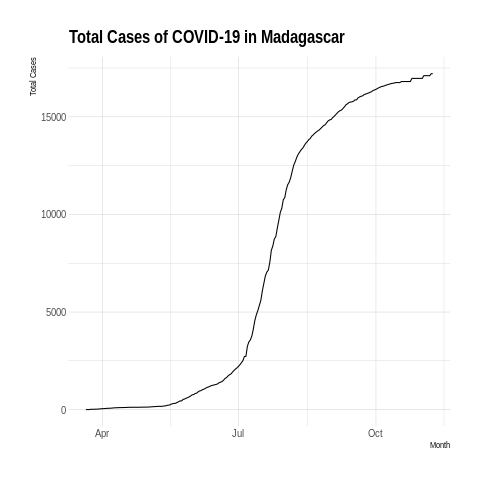 Total Cases of COVID-19 in Madagascar
Total Cases
15000
10000
5000
0
Apr Jul Oct
Month